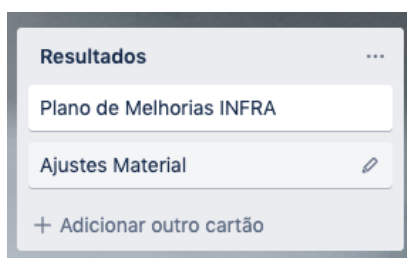 Resultados
Plano de Melhorias INFRA
Ajustes Material
+ Adicionar outro cartão